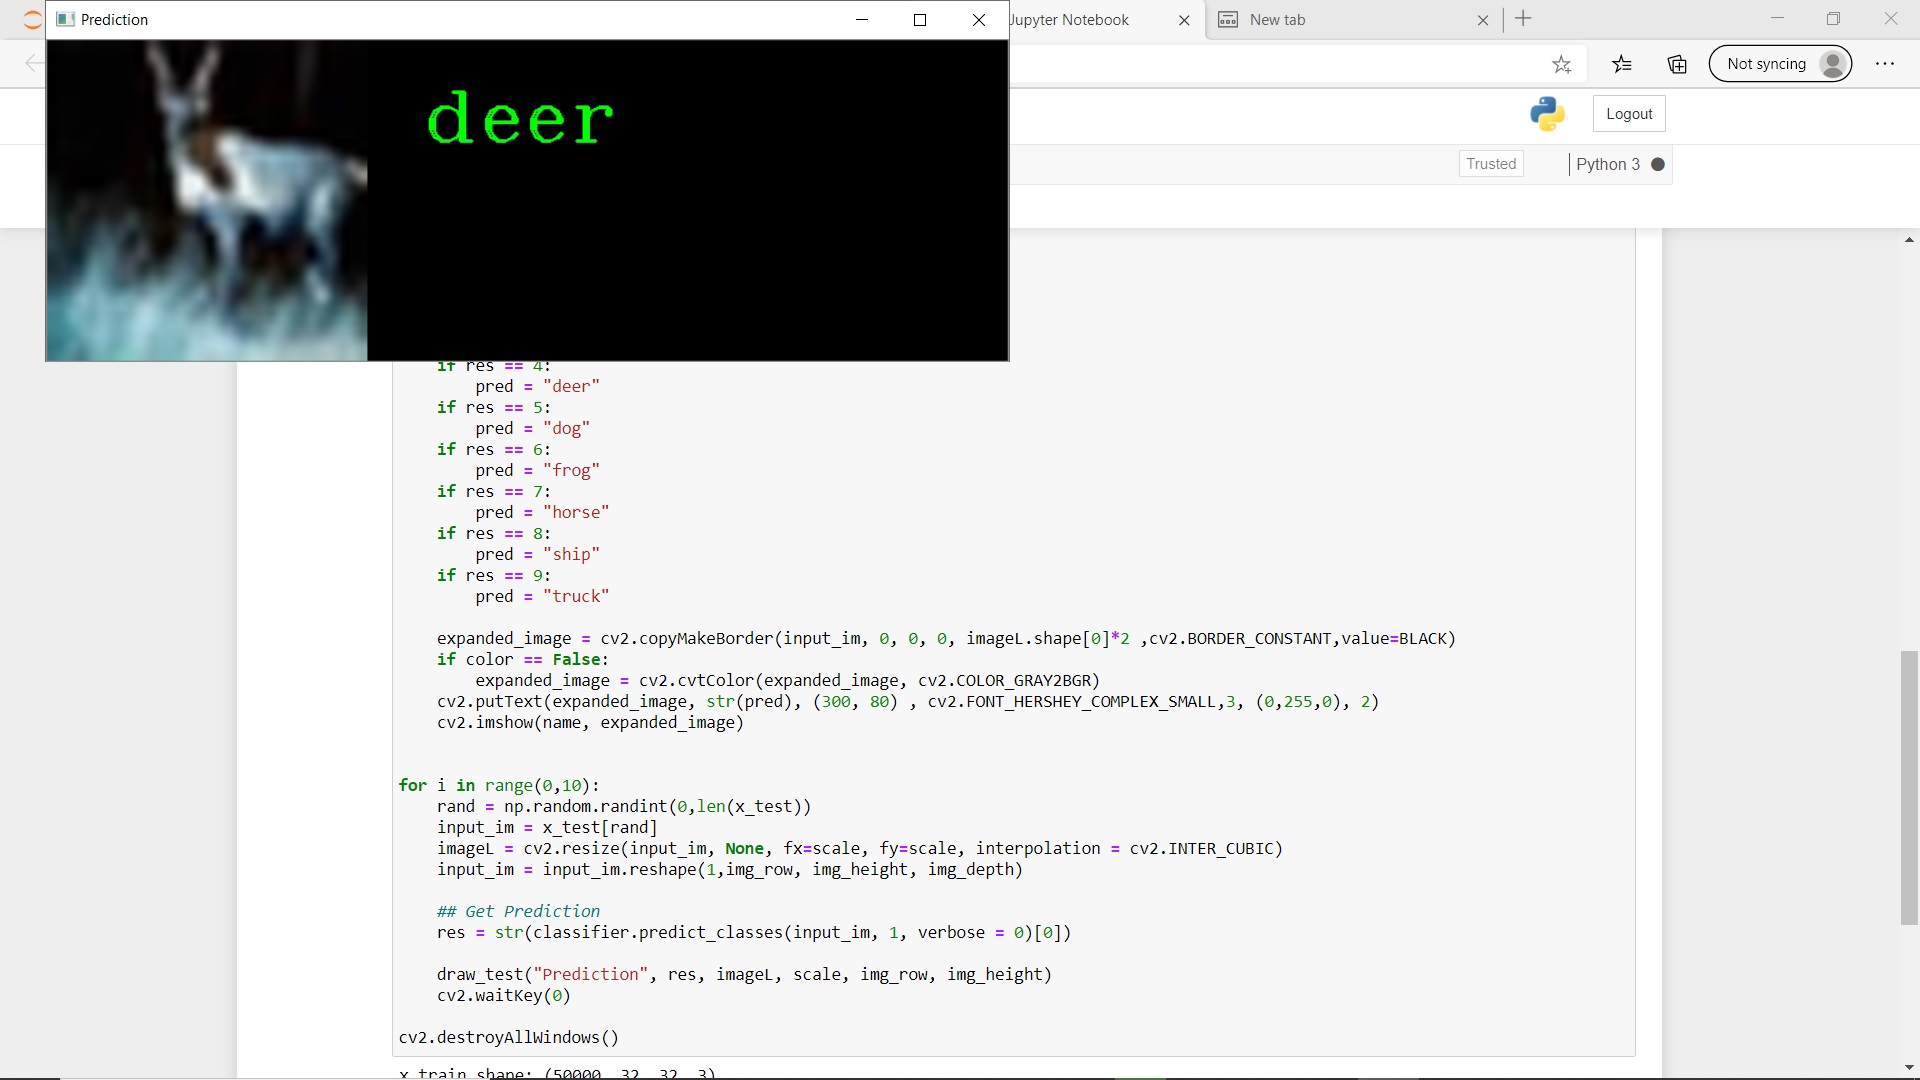 Prediction
Jupyter Notebook
New tab
deer
Not syncing
Logout
Trusted
Python 3
if res == 4:
pred = "deer"
if res == 5:
pred = "dog"
if res == 6:
pred = "frog"
if res == 7:
pred = "horse"
if res == 8:
pred = "ship"
if res == 9:
pred = "truck"
expanded_image = cv2.copyMakeBorder(input_im, 0, 0, 0, imageL.shape[0]*2 ,cv2.BORDER_CONSTANT,value=BLACK)
if color == False:
expanded_image = cv2.cvtColor(expanded_image, cv2.COLOR_GRAY2BGR)
cv2.putText(expanded_image, str(pred), (300, 80) , cv2.FONT_HERSHEY_COMPLEX_SMALL,3, (0,255,0), 2)
cv2.imshow(name, expanded_image)
for i in range(0,10):
rand = np.random.randint(0,len(x_test))
input_im = x_test[rand]
imageL = cv2.resize(input_im, None, fx=scale, fy=scale, interpolation = cv2.INTER_CUBIC)
input_im = input_im.reshape(1,img_row, img_height, img_depth)
## Get Prediction
res = str(classifier.predict_classes(input_im, 1, verbose = 0)[0])
draw_test("Prediction", res, imageL, scale, img_row, img_height)
cv2.waitKey(0)
cv2.destroyAllWindows()
x_train shape: (50000, 32, 32, 3)